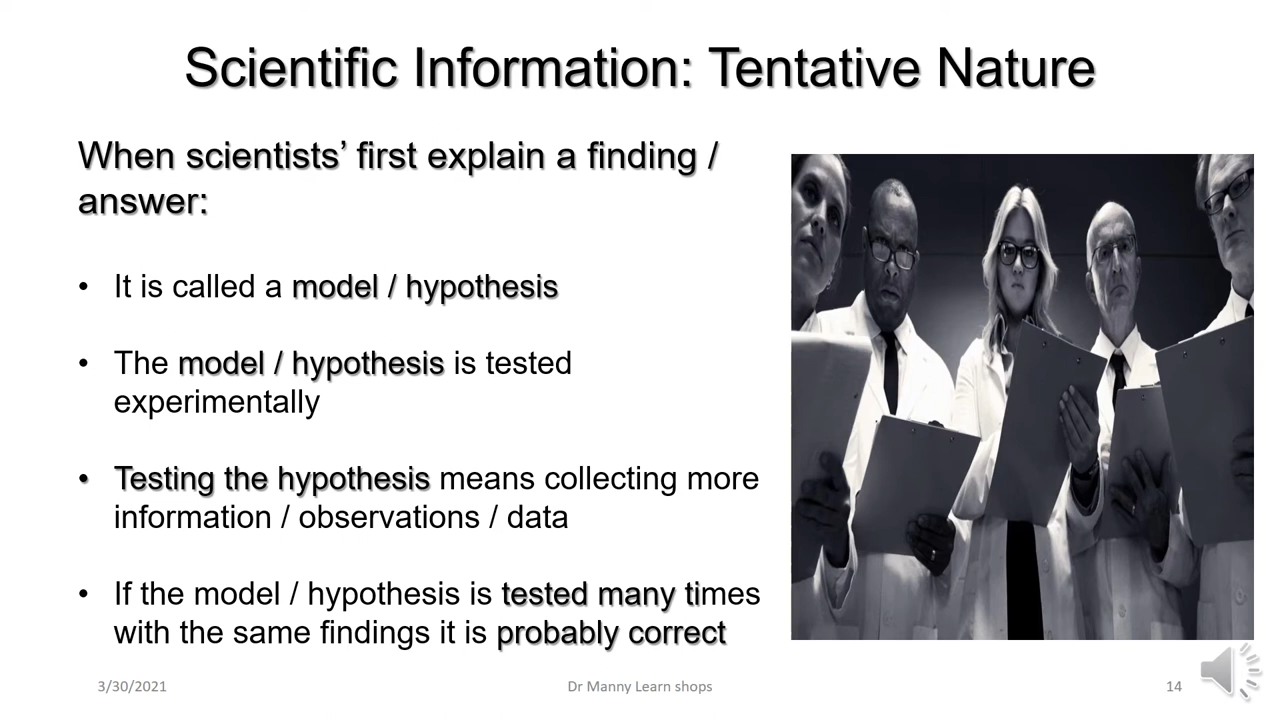 Scientific Information: Tentative Nature
When scientists’ first explain a finding /
answer:
• It is called a model / hypothesis
• The model / hypothesis is tested
experimentally
• Testing the hypothesis means collecting more
information / observations / data
• If the model / hypothesis is tested many times
with the same findings it is probably correct
3/30/2021
Dr Manny Learn shops
14